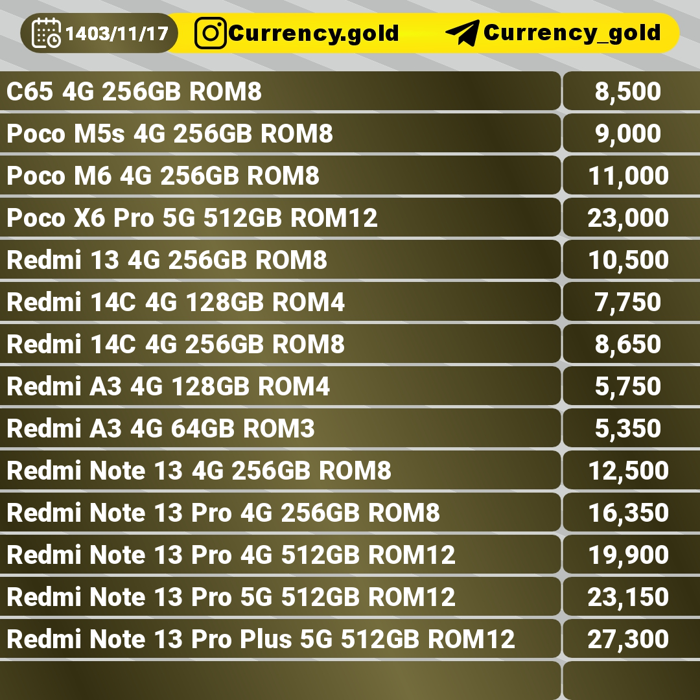 1403/11/17 Currency.gold Currency_gold
C65 4G 256GB ROM8 8,500
Poco M5s 4G 256GB ROM8 9,000
Poco M6 4G 256GB ROM8 11,000
Poco X6 Pro 5G 512GB ROM12 23,000
Redmi 13 4G 256GB ROM8 10,500
Redmi 14C 4G 128GB ROM4 7,750
Redmi 14C 4G 256GB ROM8 8,650
Redmi A3 4G 128GB ROM4 5,750
Redmi A3 4G 64GB ROM3 5,350
Redmi Note 13 4G 256GB ROM8 12,500
Redmi Note 13 Pro 4G 256GB ROM8 16,350
Redmi Note 13 Pro 4G 512GB ROM12 19,900
Redmi Note 13 Pro 5G 512GB ROM12 23,150
Redmi Note 13 Pro Plus 5G 512GB ROM12 27,300